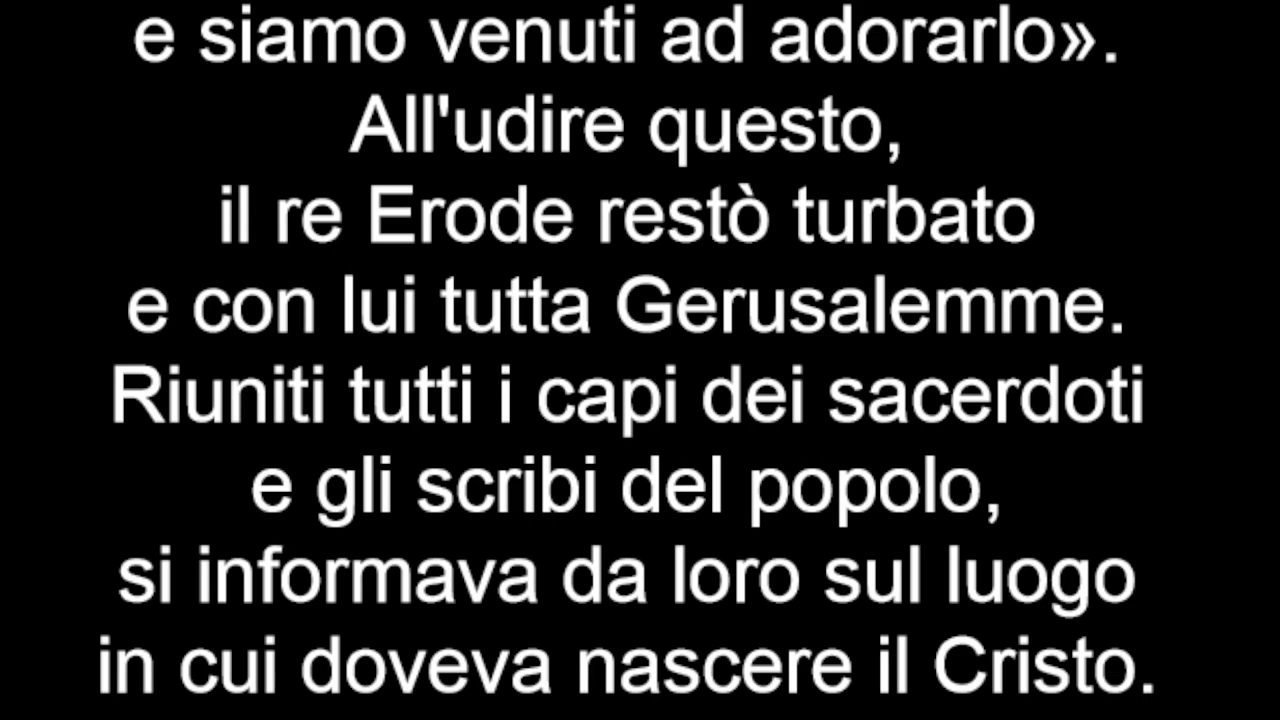 e siamo venuti ad adorarlo».
All'udire questo,
il re Erode restò turbato
e con lui tutta Gerusalemme.
Riuniti tutti i capi dei sacerdoti
e gli scribi del popolo,
si informava da loro sul luogo
in cui doveva nascere il Cristo.